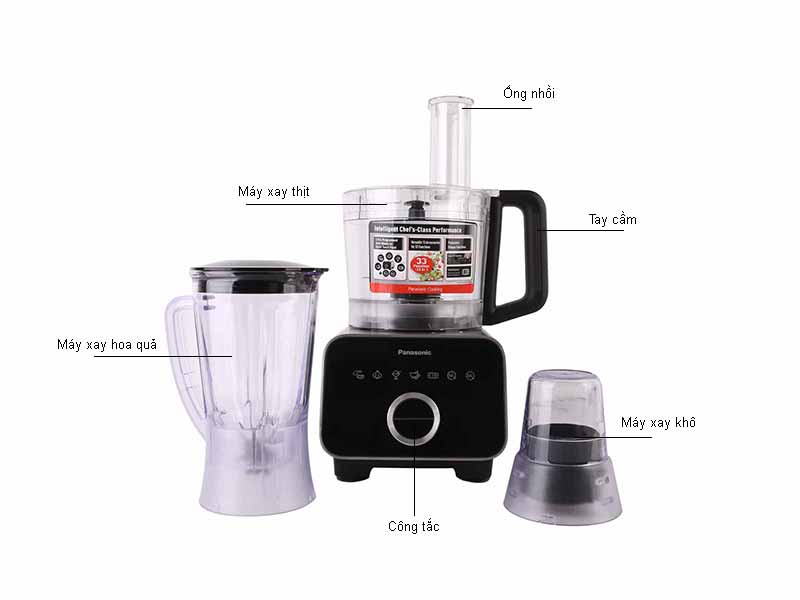 Ống nhồi
Máy xay thịt
Tay cầm
Intelligent Chef's-Class Performance
33
Panasonic Cooking
Máy xay hoa quả
Panasonic
Máy xay khô
Công tắc